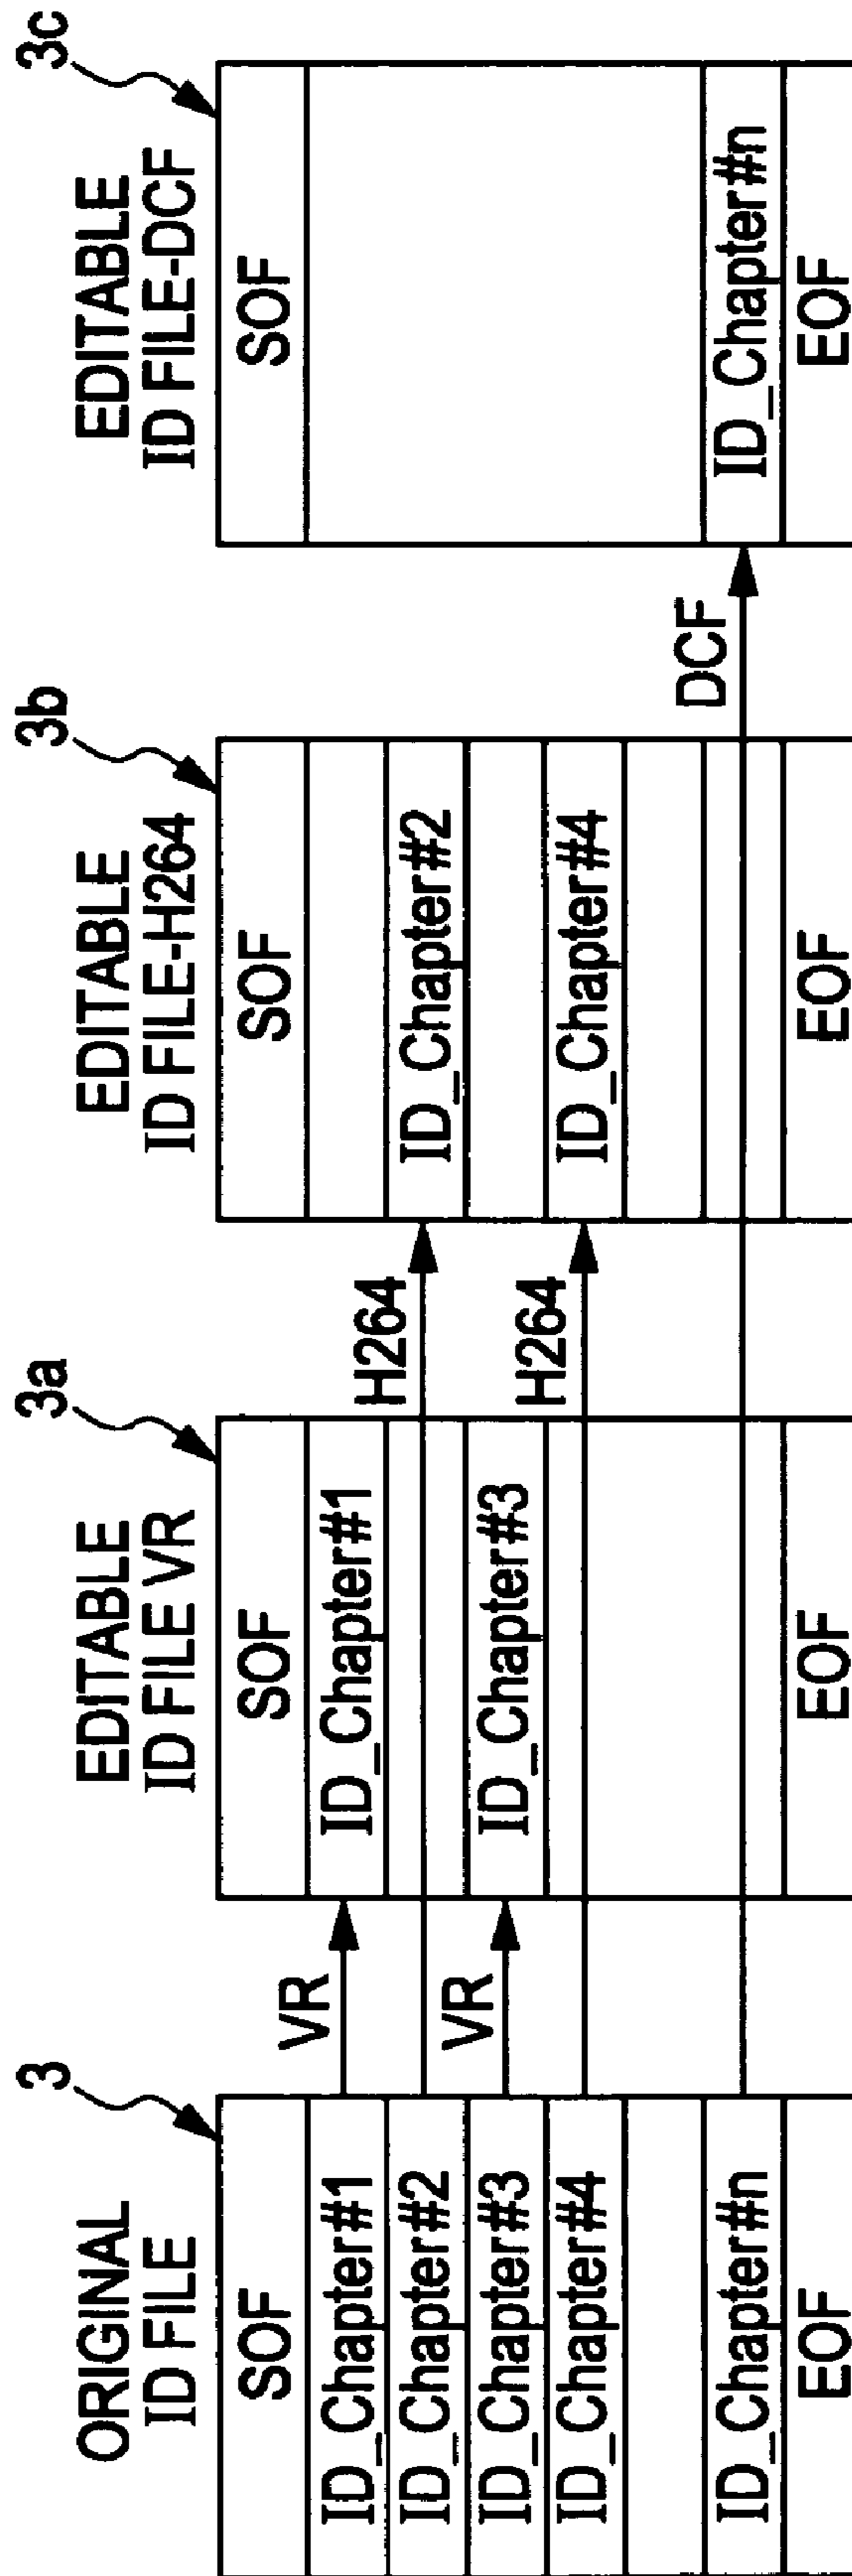 3
ORIGINAL
ID FILE
SOF
ID_Chapter#1
ID_Chapter#2
ID_Chapter#3
ID_Chapter#4
ID_Chapter#n
EOF
VR
VR
3a
EDITABLE
ID FILE VR
SOF
ID_Chapter#1
ID_Chapter#3
EOF
H264
H264
3b
EDITABLE
ID FILE-H264
SOF
ID_Chapter#2
ID_Chapter#4
EOF
DCF
3c
EDITABLE
ID FILE-DCF
SOF
ID_Chapter#n
EOF